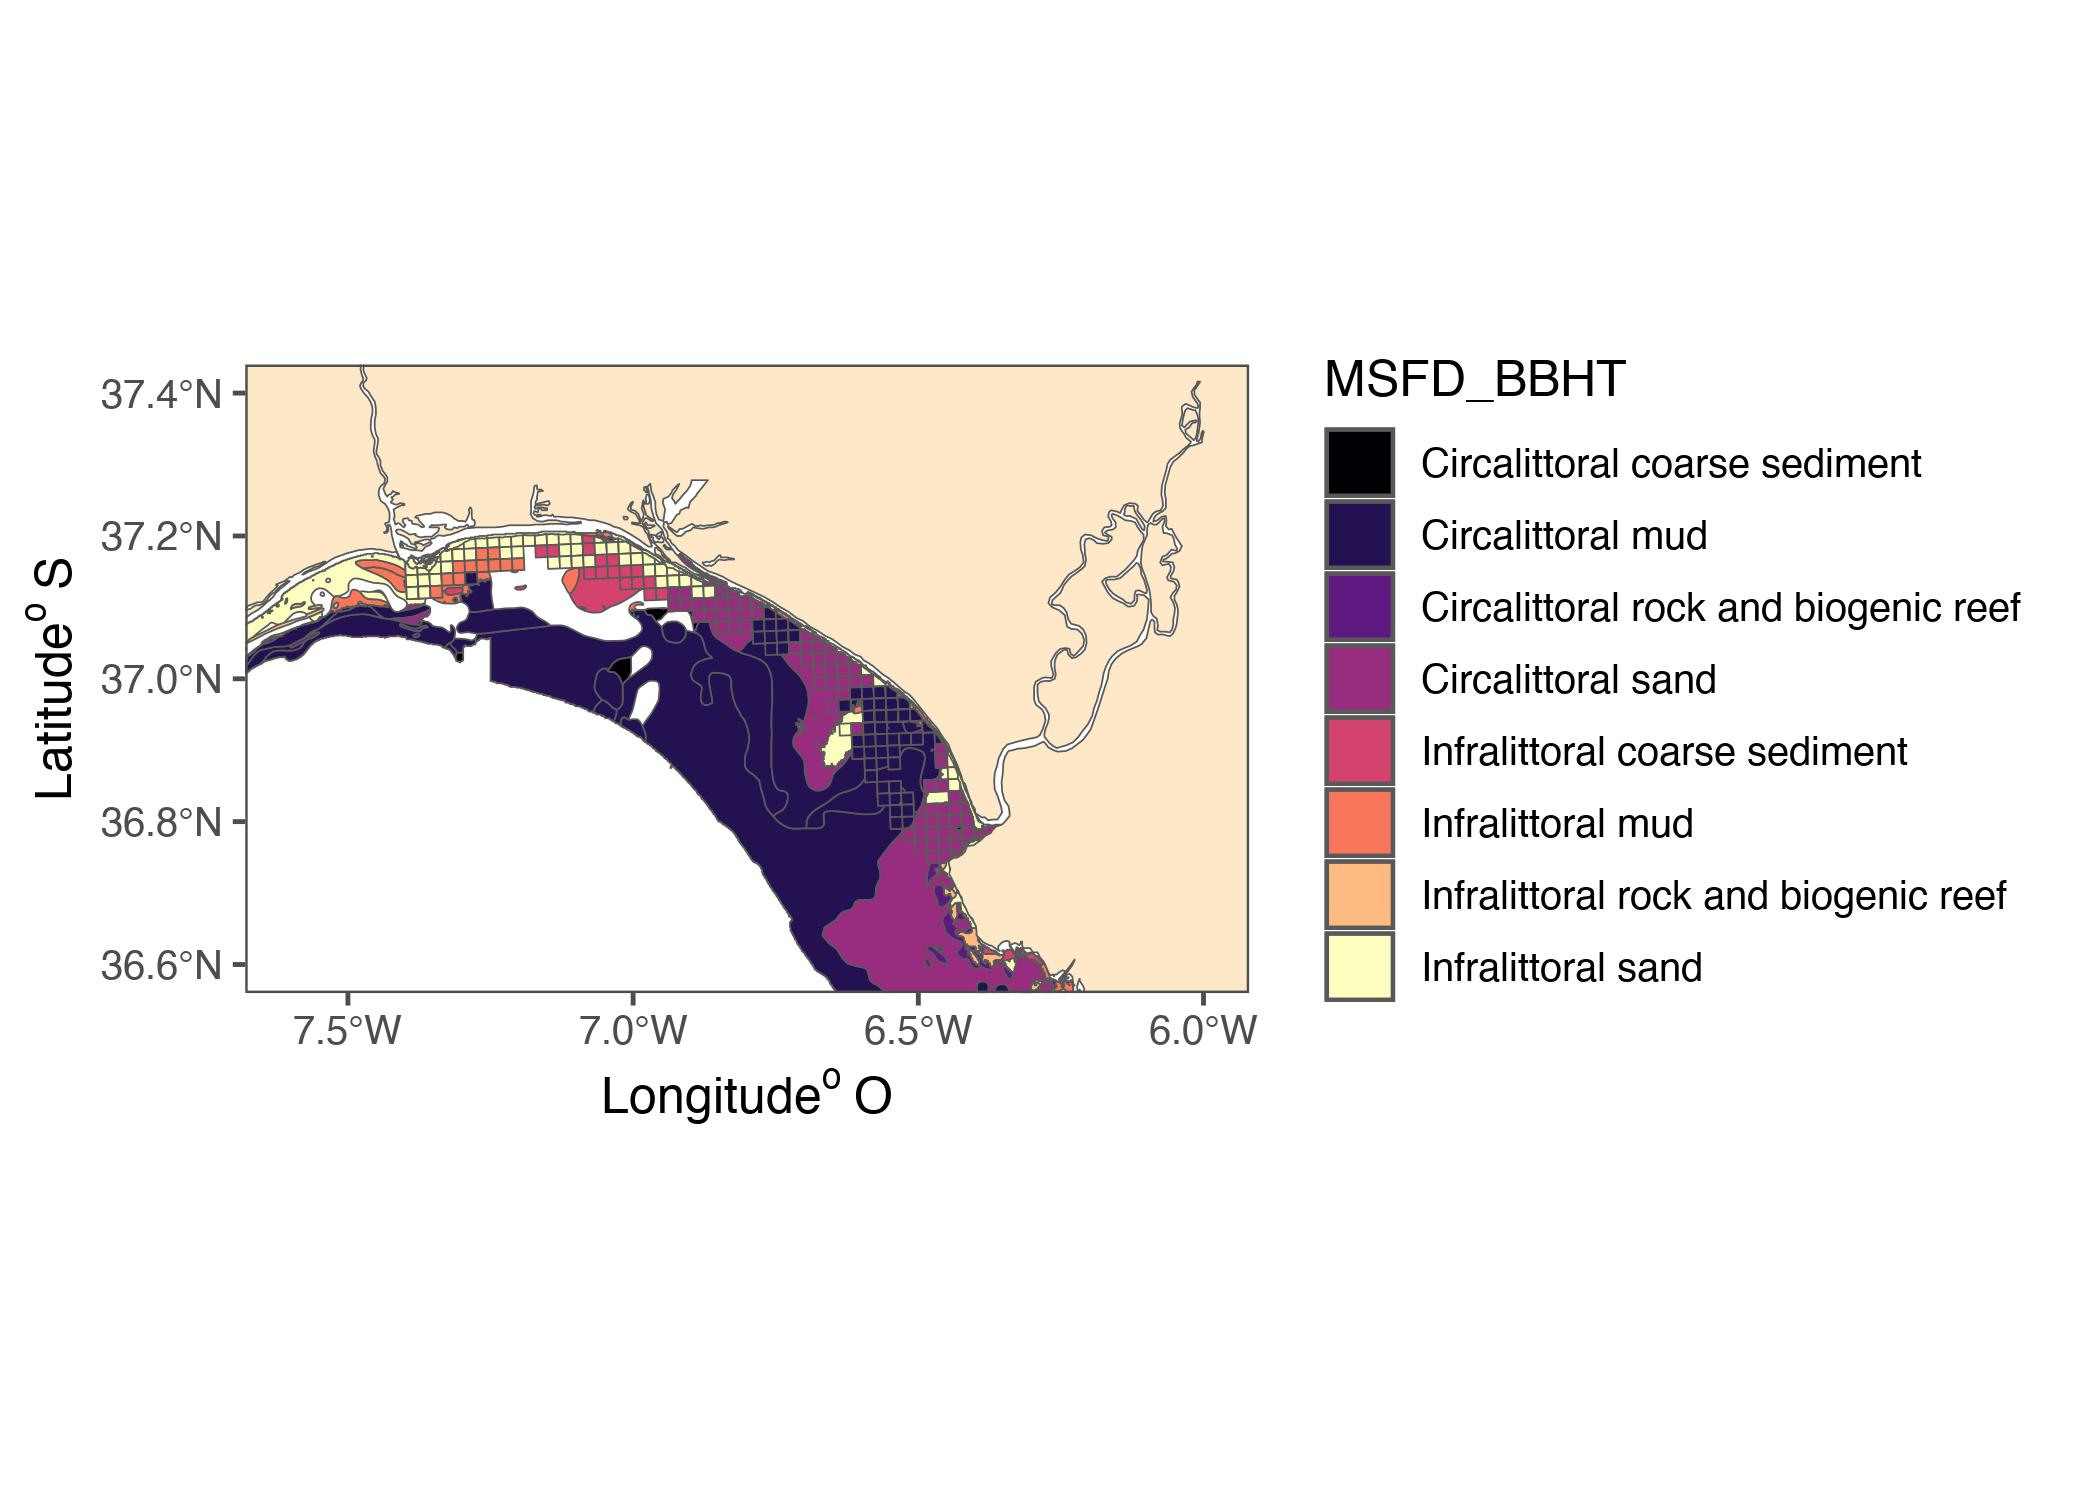 MSFD_BBHT
37.4°N
37.2°N
37.0°N
36.8°N
36.6°N
Latitude° S
7.5°W
7.0°W
6.5°W
6.0°W
Longitude° O
Circalittoral coarse sediment
Circalittoral mud
Circalittoral rock and biogenic reef
Circalittoral sand
Infralittoral coarse sediment
Infralittoral mud
Infralittoral rock and biogenic reef
Infralittoral sand